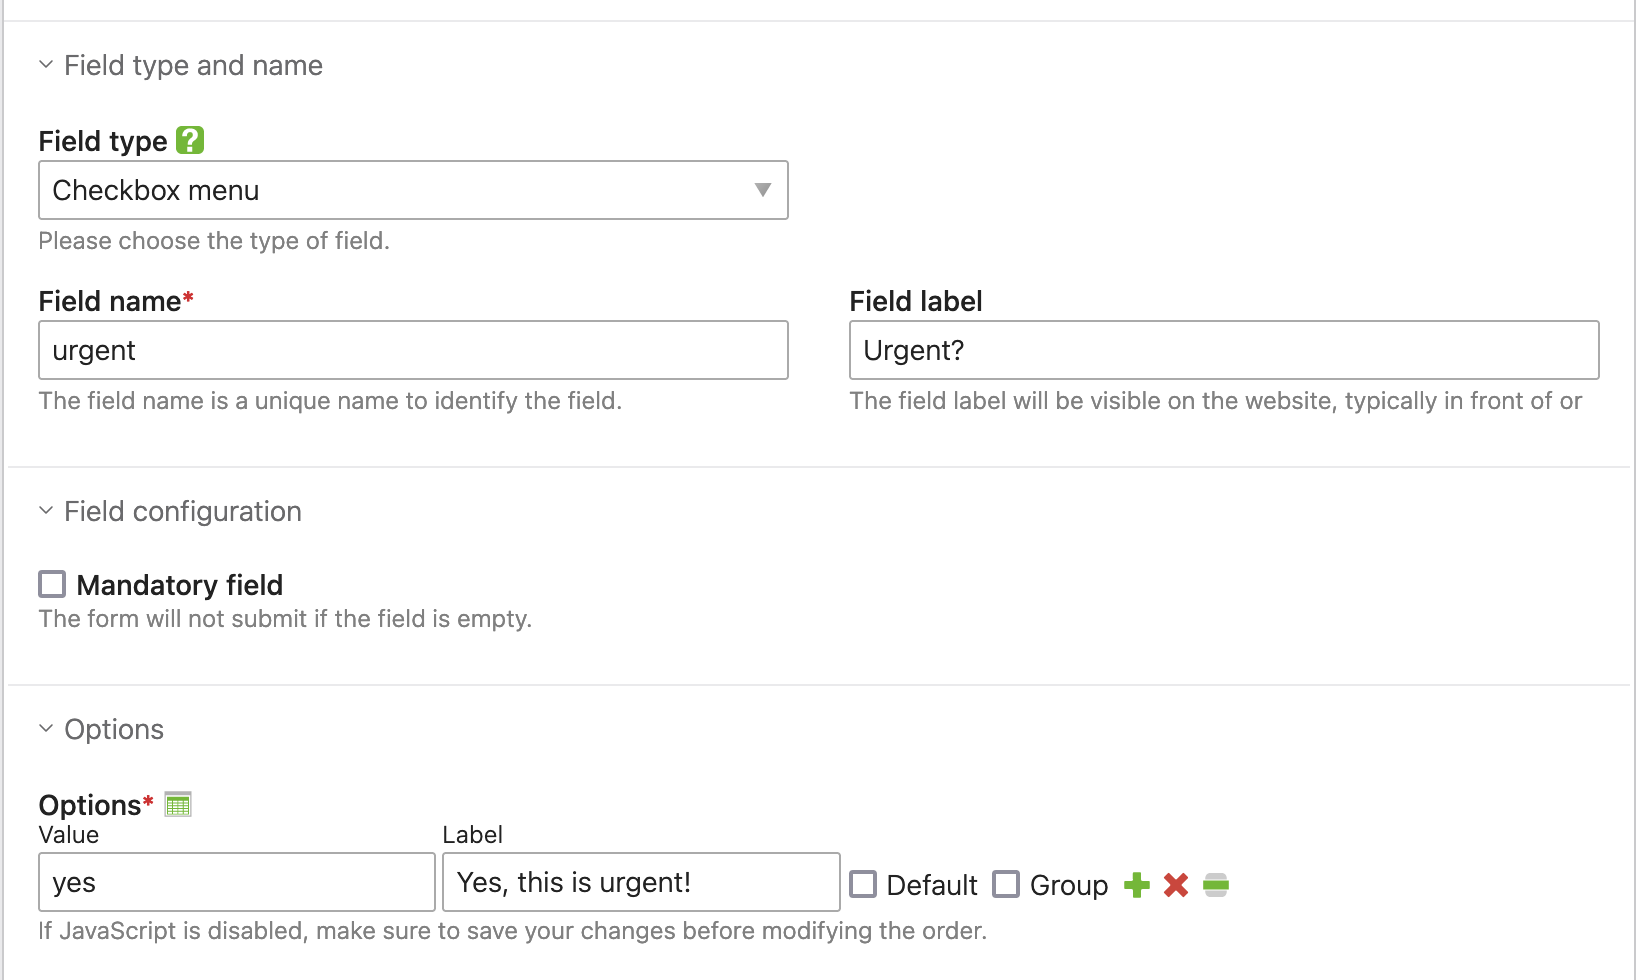 Field type and name
Field type ?
Checkbox menu
Please choose the type of field.
Field name* Field label
urgent Urgent?
The field name is a unique name to identify the field. The field label will be visible on the website, typically in front of or
Field configuration
Mandatory field
The form will not submit if the field is empty.
Options
Options*
Value Label
yes Yes, this is urgent! Default Group
If JavaScript is disabled, make sure to save your changes before modifying the order.